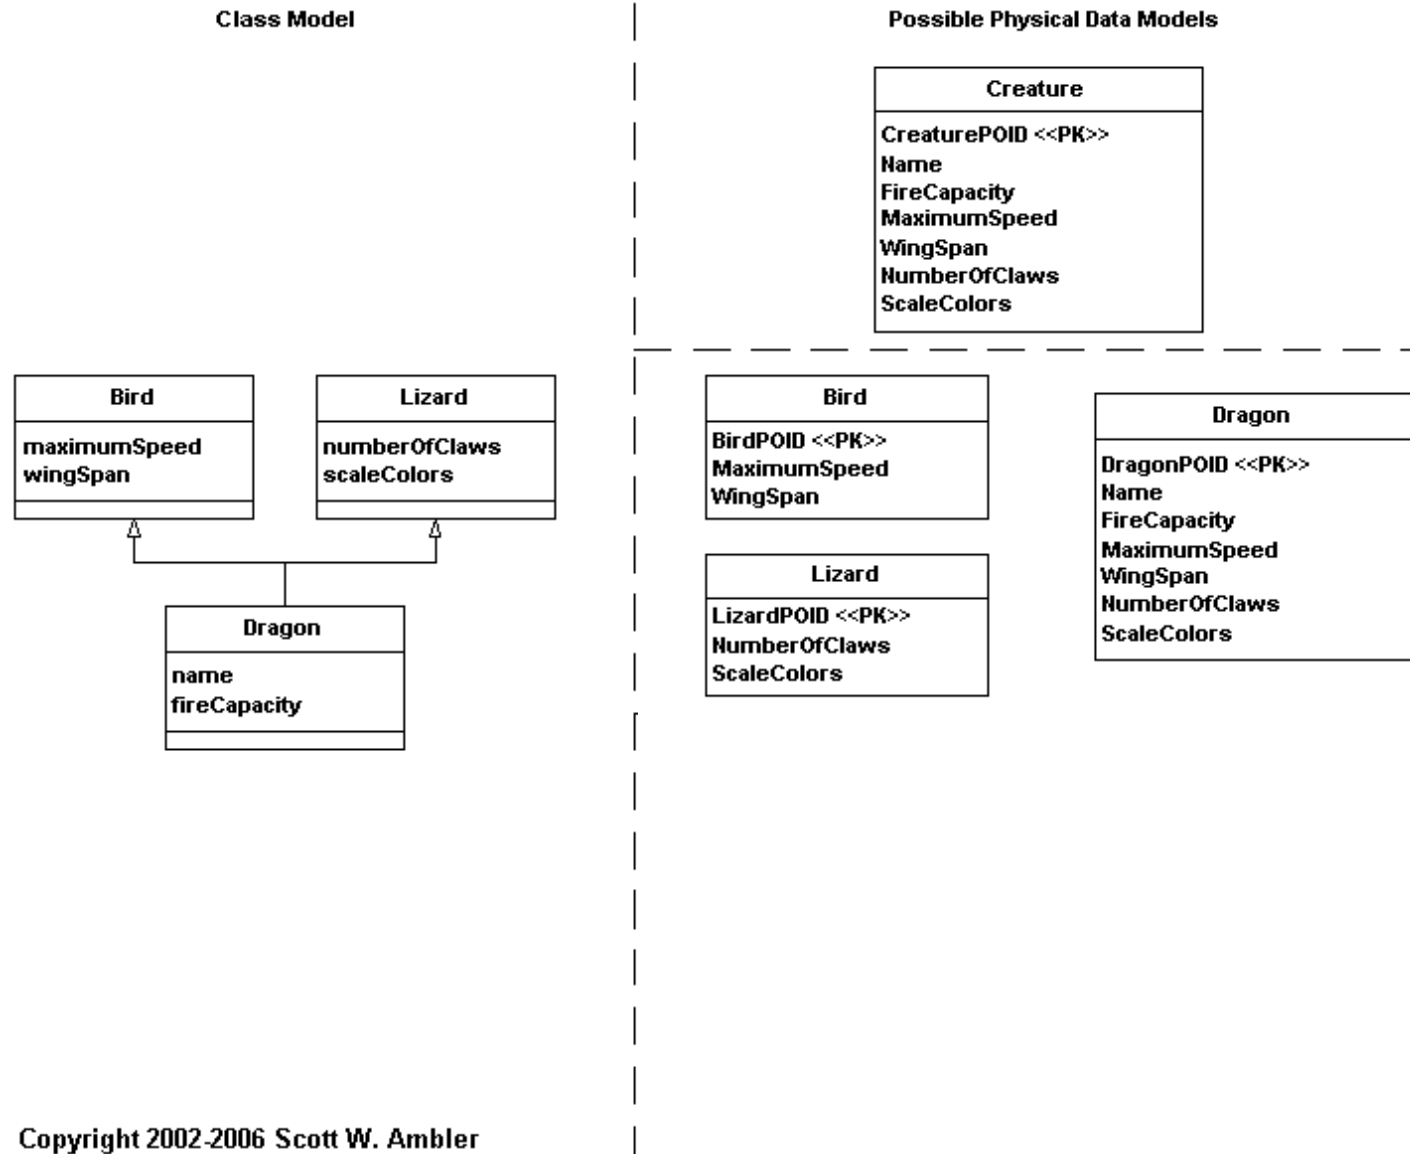 Class Model
Possible Physical Data Models
Creature
CreaturePOID <<PK>>
Name
FireCapacity
MaximumSpeed
WingSpan
NumberOfClaws
ScaleColors
Bird
maximumSpeed
wingSpan
Lizard
numberOfClaws
scaleColors
Dragon
name
fireCapacity
Bird
BirdPOID <<PK>>
MaximumSpeed
WingSpan
Lizard
LizardPOID <<PK>>
NumberOfClaws
ScaleColors
Dragon
DragonPOID <<PK>>
Name
FireCapacity
MaximumSpeed
WingSpan
NumberOfClaws
ScaleColors
Copyright 2002-2006 Scott W. Ambler